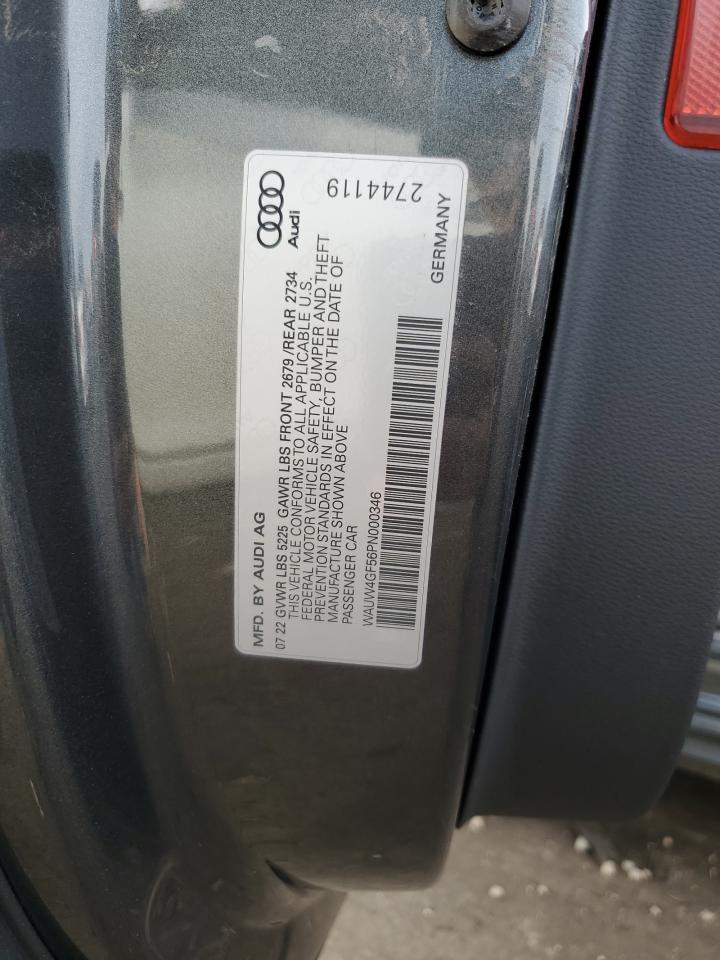 MFD. BY AUDI AG
Audi
07 22 GVWR LBS 5225 GAWR LBS FRONT 2679 /REAR 2734
THIS VEHICLE CONFORMS TO ALL APPLICABLE U.S.
FEDERAL MOTOR VEHICLE SAFETY, BUMPER AND THEFT
PREVENTION STANDARDS IN EFFECT ON THE DATE OF
MANUFACTURE SHOWN ABOVE
PASSENGER CAR
2744119
WAUW4GF56PN000346
GERMANY